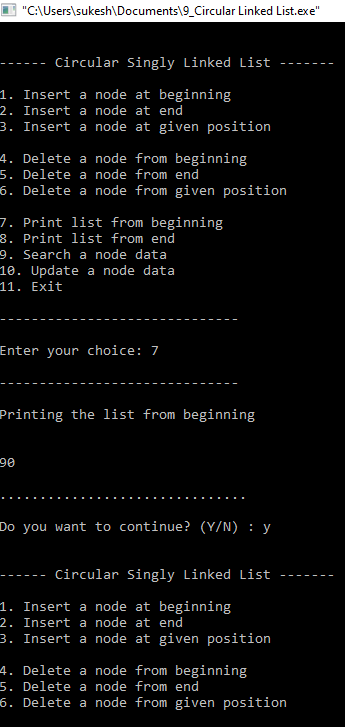 "C:\Users\sukesh\Documents\9_Circular Linked List.exe"
------ Circular Singly Linked List -------
1. Insert a node at beginning
2. Insert a node at end
3. Insert a node at given position
4. Delete a node from beginning
5. Delete a node from end
6. Delete a node from given position
7. Print list from beginning
8. Print list from end
9. Search a node data
10. Update a node data
11. Exit
------------------------------
Enter your choice: 7
------------------------------
Printing the list from beginning
90
...............................
Do you want to continue? (Y/N) : y
------ Circular Singly Linked List -------
1. Insert a node at beginning
2. Insert a node at end
3. Insert a node at given position
4. Delete a node from beginning
5. Delete a node from end
6. Delete a node from given position